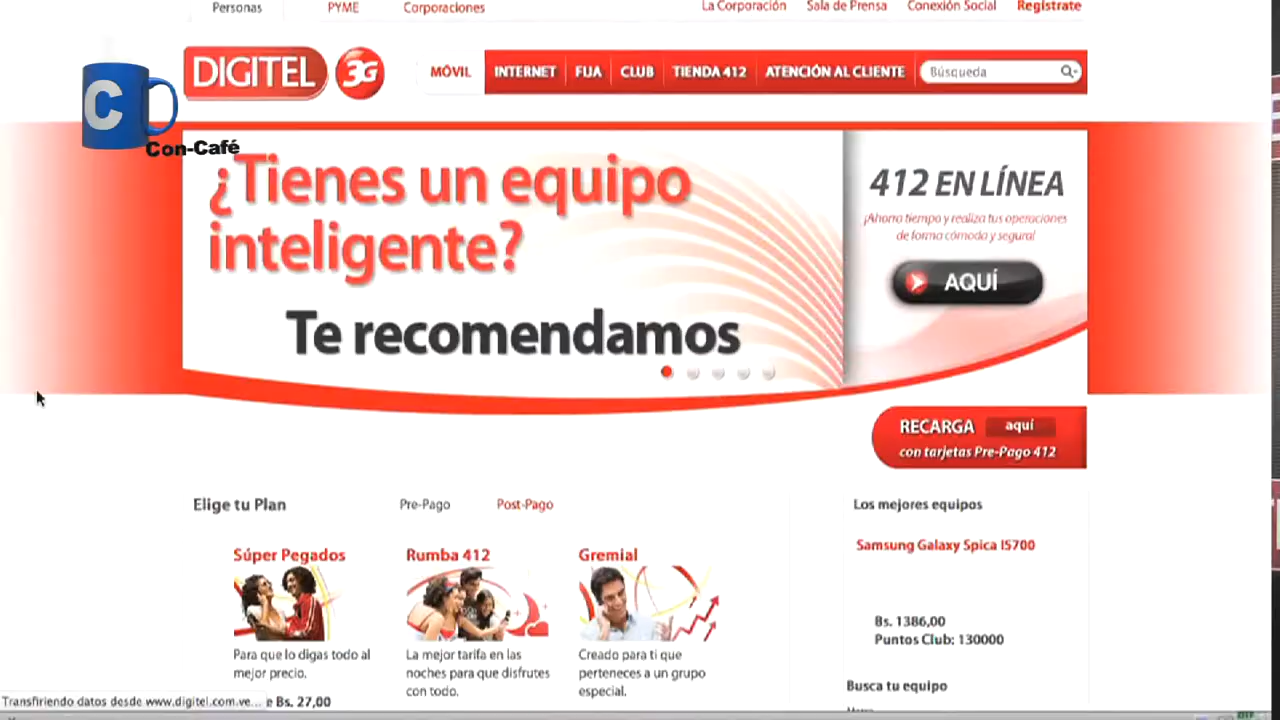 Personas PYME Corporaciones La Corporación Sala de Prensa Conexión Social Regístrate
DIGITEL 3G MÓVIL INTERNET FUA CLUB TIENDA 412 ATENCIÓN AL CLIENTE Búsqueda
C
Con-Café
¿Tienes un equipo
inteligente?
Te recomendamos
412 EN LÍNEA
¡Ahorra tiempo y realiza tus operaciones
de forma cómoda y segura!
AQUÍ
RECARGA aquí
con tarjetas Pre-Pago 412
Elige tu Plan Pre-Pago Post-Pago
Súper Pegados
Para que lo digas todo al
mejor precio.
e Bs. 27,00
Rumba 412
La mejor tarifa en las
noches para que disfrutes
con todo.
Gremial
Creado para ti que
perteneces a un grupo
especial.
Los mejores equipos
Samsung Galaxy Spica I5700
Bs. 1386,00
Puntos Club: 130000
Busca tu equipo
Transfiriendo datos desde www.digitel.com.ve...